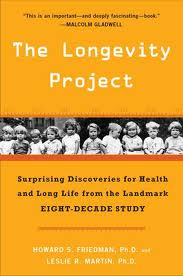 "This is an important—and deeply fascinating—book."
—MALCOLM GLADWELL
The Longevity
Project
Surprising Discoveries for Health
and Long Life from the Landmark
EIGHT-DECADE STUDY
HOWARD S. FRIEDMAN, Ph.D. and
LESLIE R. MARTIN, Ph.D.